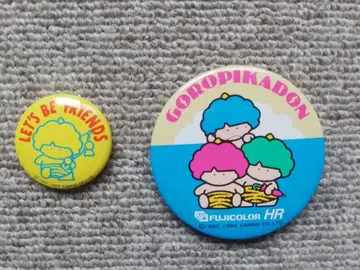 LET'S BE FRIENDS
GOROPIKADON
FUJICOLOR HR